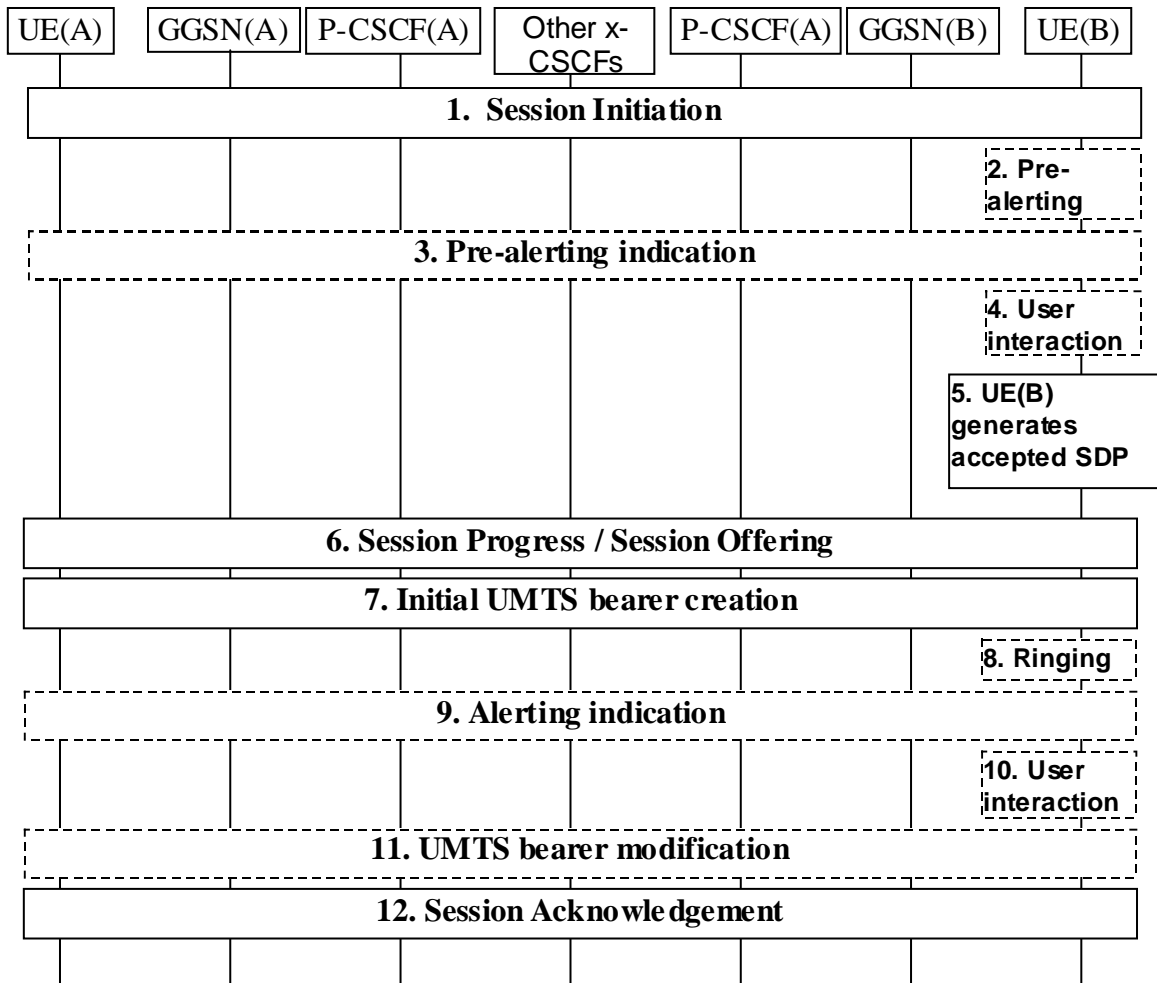 UE(A)
GGSN(A)
P-CSCF(A)
Other x-
CSCFs
P-CSCF(A)
GGSN(B)
UE(B)
1. Session Initiation
2. Pre-
alerting
3. Pre-alerting indication
4. User
interaction
5. UE(B)
generates
accepted SDP
6. Session Progress / Session Offering
7. Initial UMTS bearer creation
8. Ringing
9. Alerting indication
10. User
interaction
11. UMTS bearer modification
12. Session Acknowledgement